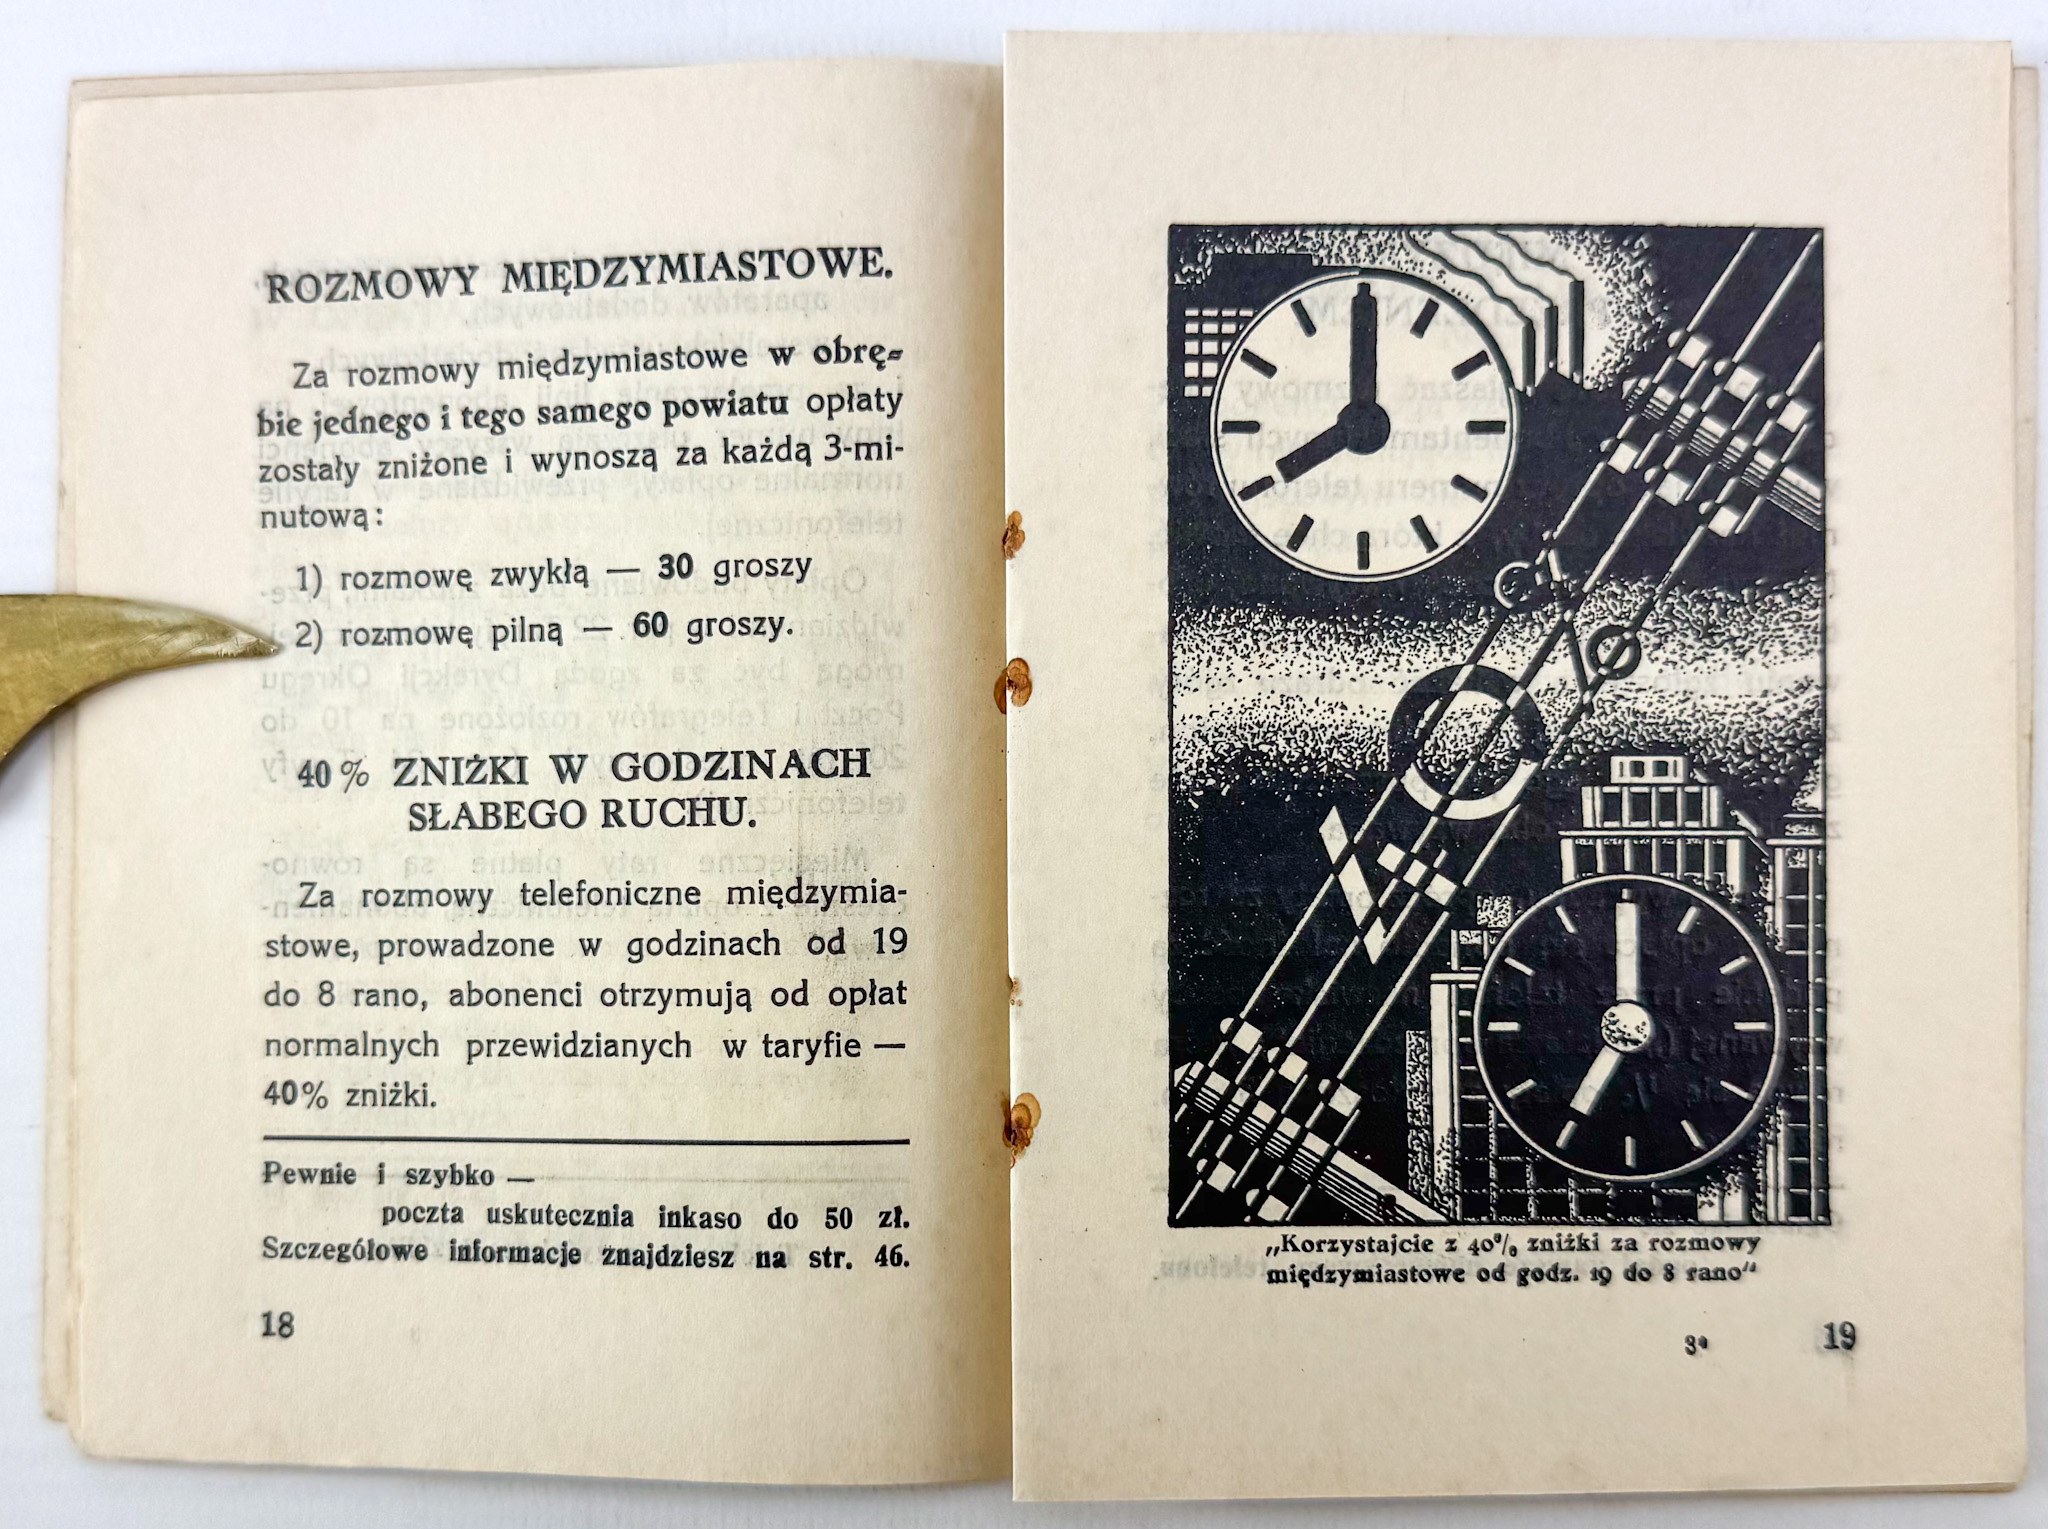 ROZMOWY MIĘDZYMIASTOWE.
Za rozmowy międzymiastowe w obrę-
bie jednego i tego samego powiatu opłaty
zostały zniżone i wynoszą za każdą 3-mi-
nutową:
1) rozmowę zwykłą — 30 groszy
2) rozmowę pilną — 60 groszy.
40% ZNIŻKI W GODZINACH
SŁABEGO RUCHU.
Za rozmowy telefoniczne międzymia-
stowe, prowadzone w godzinach od 19
do 8 rano, abonenci otrzymują od opłat
normalnych przewidzianych w taryfie —
40% zniżki.
Pewnie i szybko —
poczta uskutecznia inkaso do 50 zł.
Szczegółowe informacje znajdziesz na str. 46.
18
„Korzystajcie z 40% zniżki za rozmowy
międzymiastowe od godz. 19 do 8 rano”
3*
19